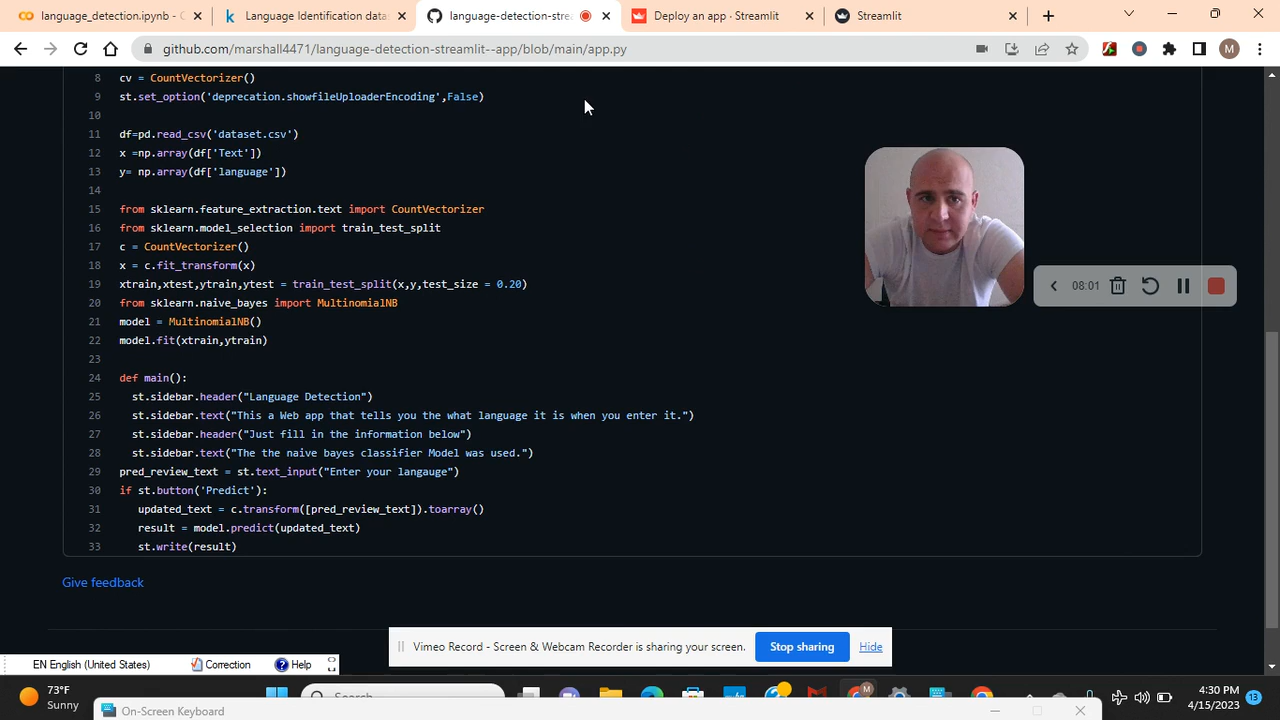 language_detection.ipynb - C
Language Identification data
language-detection-stre
Deploy an app · Streamlit
Streamlit
github.com/marshall4471/language-detection-streamlit--app/blob/main/app.py
M
8 cv = CountVectorizer()
9 st.set_option('deprecation.showfileUploaderEncoding',False)
10
11 df=pd.read_csv('dataset.csv')
12 x =np.array(df['Text'])
13 y= np.array(df['language'])
14
15 from sklearn.feature_extraction.text import CountVectorizer
16 from sklearn.model_selection import train_test_split
17 c = CountVectorizer()
18 x = c.fit_transform(x)
19 xtrain,xtest,ytrain,ytest = train_test_split(x,y,test_size = 0.20)
20 from sklearn.naive_bayes import MultinomialNB
21 model = MultinomialNB()
22 model.fit(xtrain,ytrain)
23
24 def main():
25 st.sidebar.header("Language Detection")
26 st.sidebar.text("This a Web app that tells you the what language it is when you enter it.")
27 st.sidebar.header("Just fill in the information below")
28 st.sidebar.text("The the naive bayes classifier Model was used.")
29 pred_review_text = st.text_input("Enter your langauge")
30 if st.button('Predict'):
31 updated_text = c.transform([pred_review_text]).toarray()
32 result = model.predict(updated_text)
33 st.write(result)
08:01
Give feedback
Vimeo Record - Screen & Webcam Recorder is sharing your screen. Stop sharing Hide
EN English (United States) Correction Help
73°F
Sunny
Search
M
4:30 PM
4/15/2023
13
On-Screen Keyboard